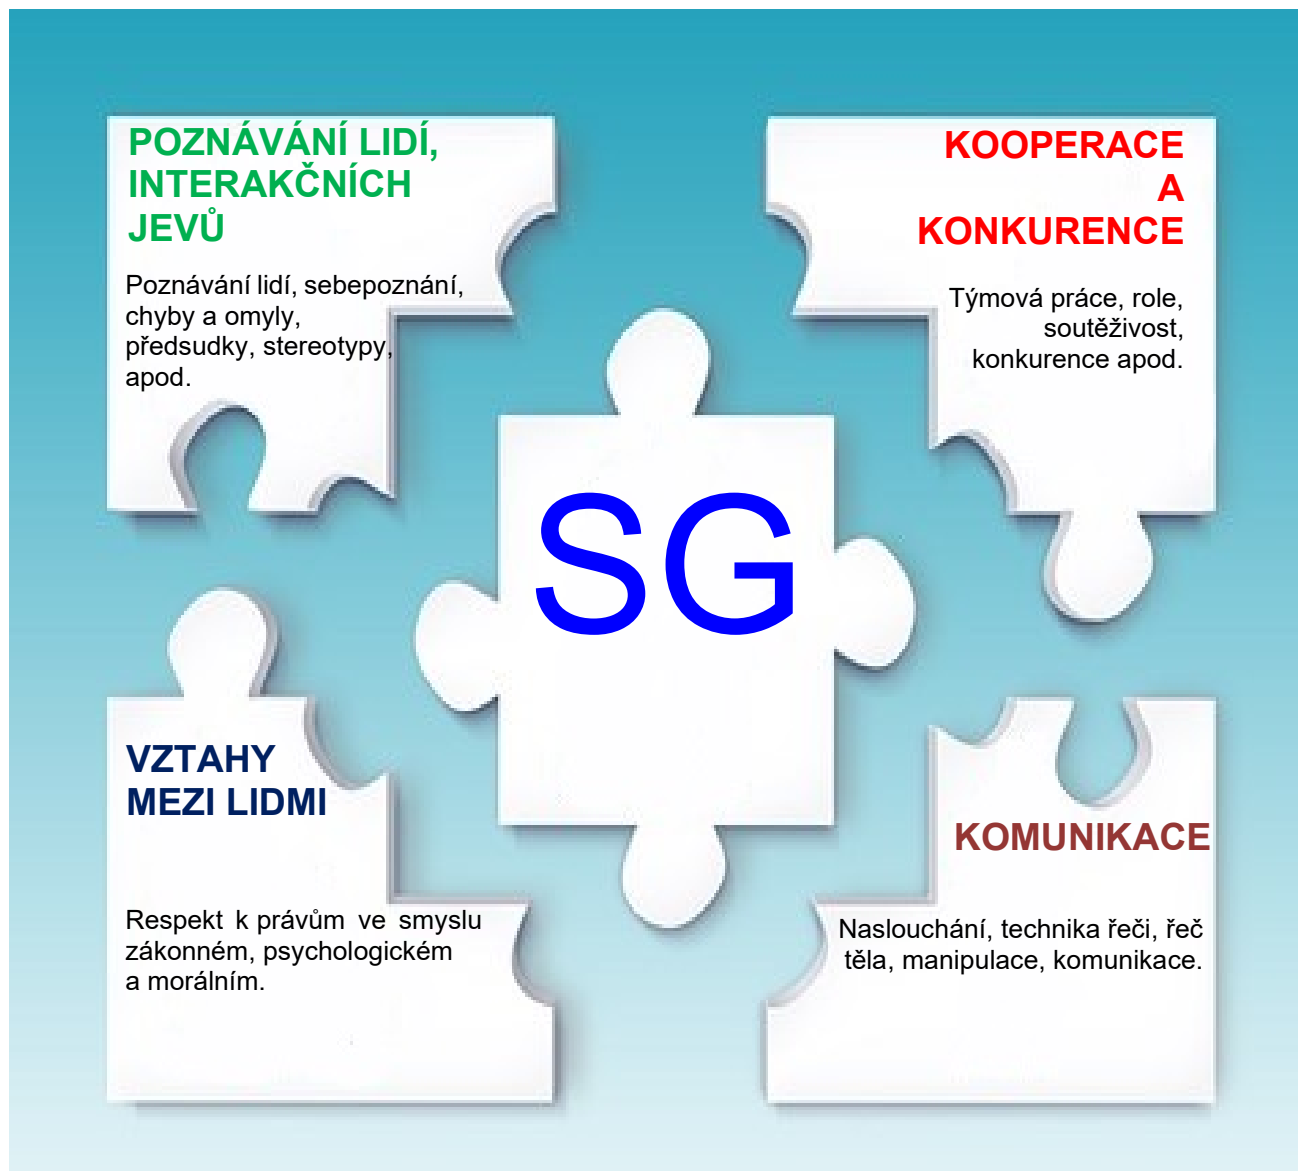 POZNÁVÁNÍ LIDÍ,
INTERAKČNÍCH
JEVŮ
Poznávání lidí, sebepoznání,
chyby a omyly,
předsudky, stereotypy,
apod.
KOOPERACE
A
KONKURENCE
Týmová práce, role,
soutěživost,
konkurence apod.
SG
VZTAHY
MEZI LIDMI
Respekt k právům ve smyslu
zákonném, psychologickém
a morálním.
KOMUNIKACE
Naslouchání, technika řeči, řeč
těla, manipulace, komunikace.